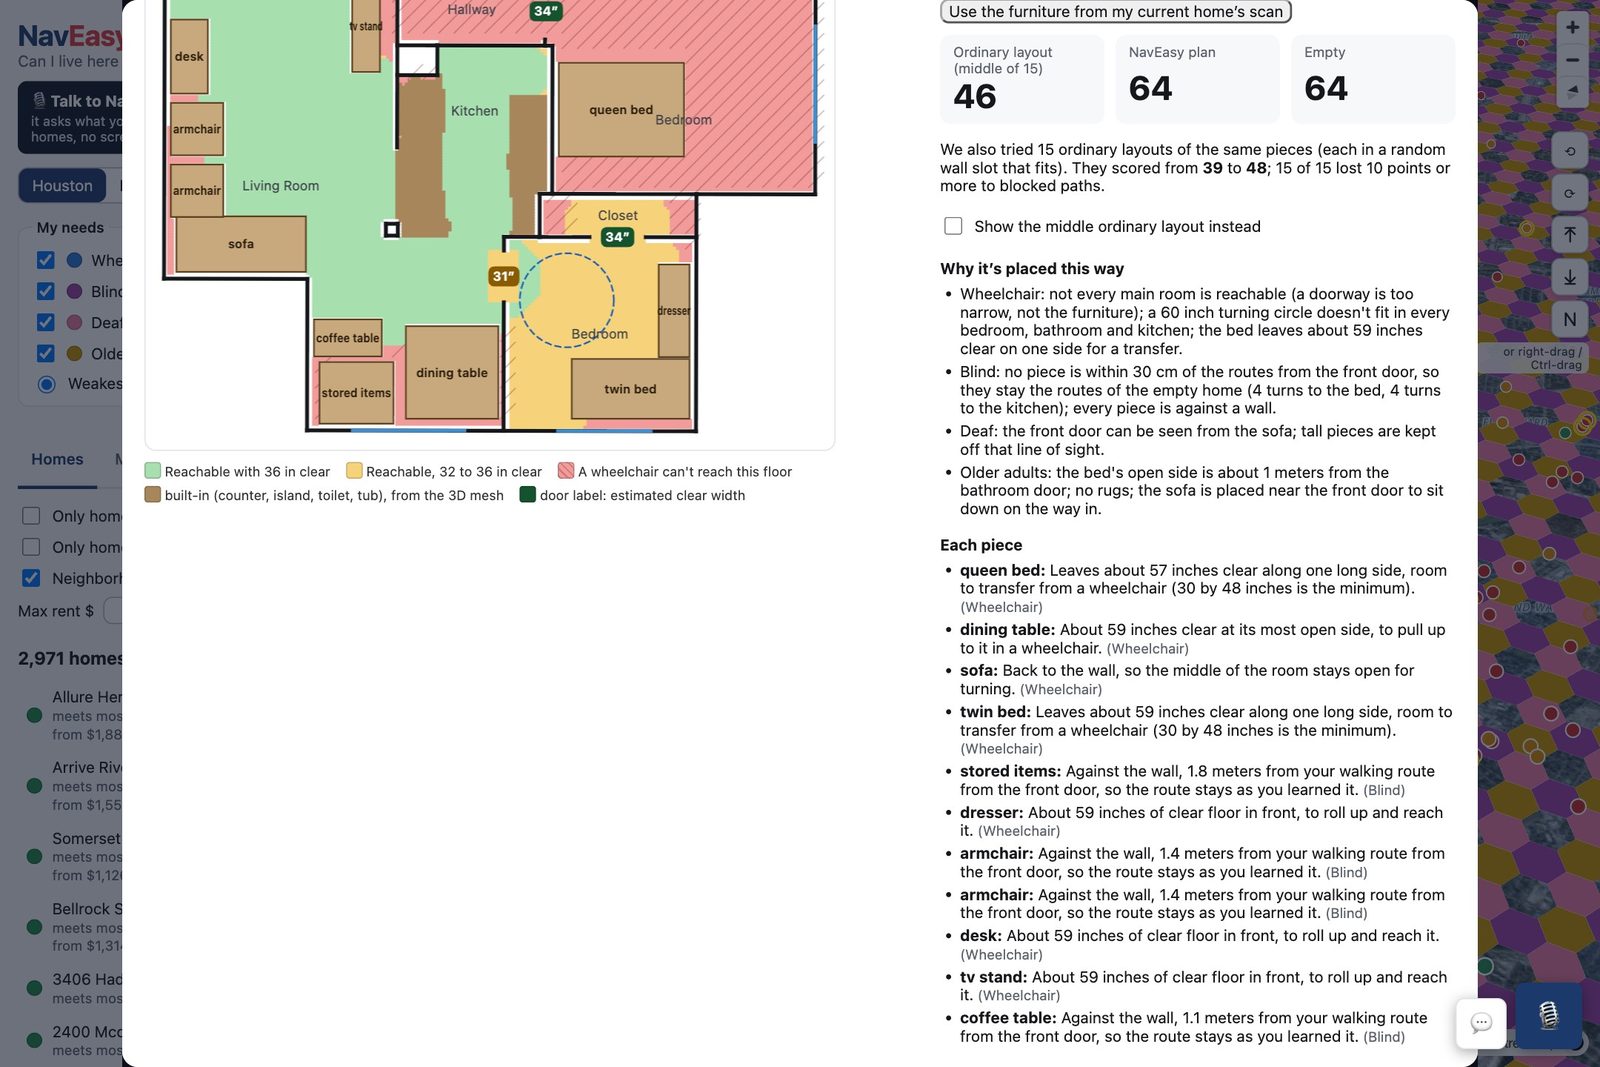 NavEasy
Can I live here
Talk to Na
it asks what yo
homes, no scre
Houston
My needs
Whe
Blind
Deaf
Olde
Weakes
Homes
Only hom
Only hom
Neighborh
Max rent $
2,971 homes
Allure Her
meets mos
from $1,88
Arrive Riv
meets mos
from $1,55
Somerset
meets mos
from $1,120
Bellrock S
meets mos
from $1,314
3406 Had
meets mos
2400 Mcc
meets mos
Hallway
34”
tv stand
desk
Kitchen
queen bed
Bedroom
armchair
armchair
Living Room
sofa
Closet
34”
31”
dresser
Bedroom
coffee table
dining table
stored items
twin bed
Reachable with 36 in clear
Reachable, 32 to 36 in clear
A wheelchair can't reach this floor
built-in (counter, island, toilet, tub), from the 3D mesh
door label: estimated clear width
Use the furniture from my current home’s scan
Ordinary layout
(middle of 15)
46
NavEasy plan
64
Empty
64
We also tried 15 ordinary layouts of the same pieces (each in a random
wall slot that fits). They scored from 39 to 48; 15 of 15 lost 10 points or
more to blocked paths.
Show the middle ordinary layout instead
Why it’s placed this way
• Wheelchair: not every main room is reachable (a doorway is too
narrow, not the furniture); a 60 inch turning circle doesn't fit in every
bedroom, bathroom and kitchen; the bed leaves about 59 inches
clear on one side for a transfer.
• Blind: no piece is within 30 cm of the routes from the front door, so
they stay the routes of the empty home (4 turns to the bed, 4 turns
to the kitchen); every piece is against a wall.
• Deaf: the front door can be seen from the sofa; tall pieces are kept
off that line of sight.
• Older adults: the bed's open side is about 1 meters from the
bathroom door; no rugs; the sofa is placed near the front door to sit
down on the way in.
Each piece
• queen bed: Leaves about 57 inches clear along one long side, room
to transfer from a wheelchair (30 by 48 inches is the minimum).
(Wheelchair)
• dining table: About 59 inches clear at its most open side, to pull up
to it in a wheelchair. (Wheelchair)
• sofa: Back to the wall, so the middle of the room stays open for
turning. (Wheelchair)
• twin bed: Leaves about 59 inches clear along one long side, room to
transfer from a wheelchair (30 by 48 inches is the minimum).
(Wheelchair)
• stored items: Against the wall, 1.8 meters from your walking route
from the front door, so the route stays as you learned it. (Blind)
• dresser: About 59 inches of clear floor in front, to roll up and reach
it. (Wheelchair)
• armchair: Against the wall, 1.4 meters from your walking route from
the front door, so the route stays as you learned it. (Blind)
• armchair: Against the wall, 1.4 meters from your walking route from
the front door, so the route stays as you learned it. (Blind)
• desk: About 59 inches of clear floor in front, to roll up and reach it.
(Wheelchair)
• tv stand: About 59 inches of clear floor in front, to roll up and reach
it. (Wheelchair)
• coffee table: Against the wall, 1.1 meters from your walking route
from the front door, so the route stays as you learned it. (Blind)
N
or right-drag /
Ctrl-drag